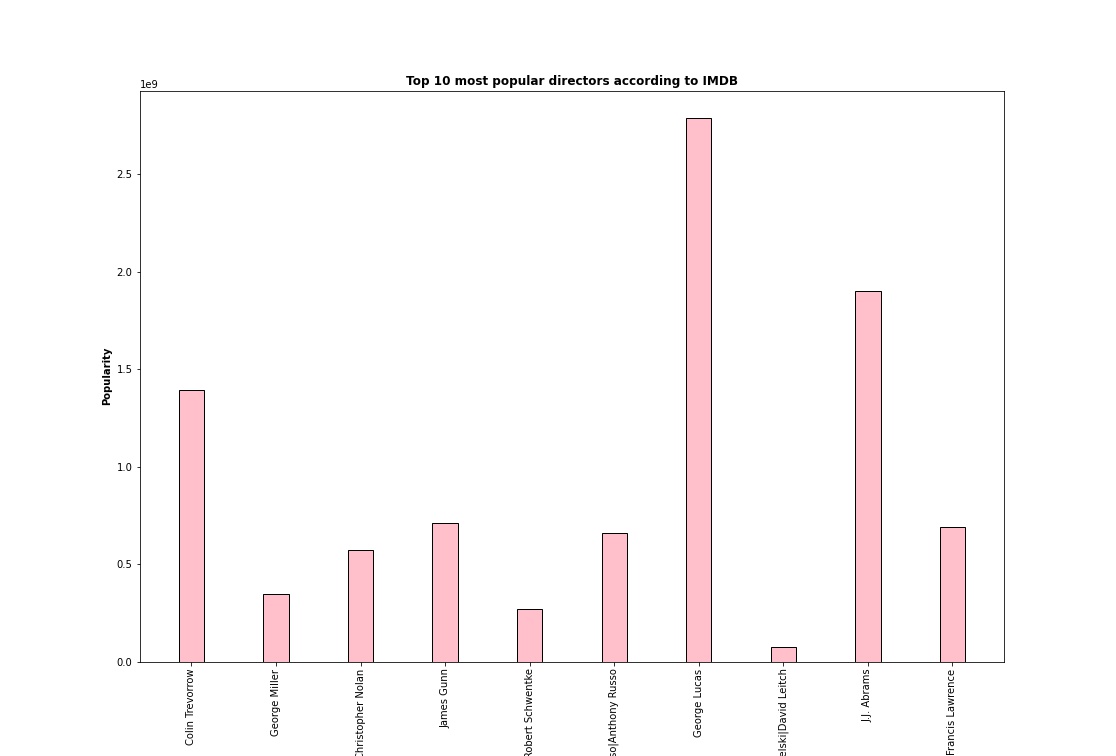 Top 10 most popular directors according to IMDB
1e9
2.5
2.0
1.5
1.0
0.5
0.0
Popularity
Colin Trevorrow
George Miller
Christopher Nolan
James Gunn
Robert Schwentke
o|Anthony Russo
George Lucas
elski|David Leitch
J.J. Abrams
Francis Lawrence